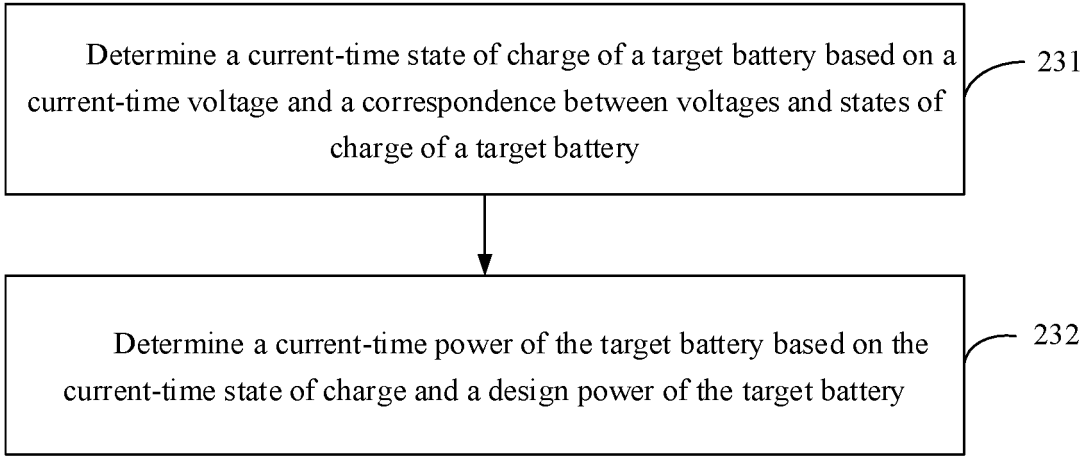 Determine a current-time state of charge of a target battery based on a
current-time voltage and a correspondence between voltages and states of
charge of a target battery
231
Determine a current-time power of the target battery based on the
current-time state of charge and a design power of the target battery
232